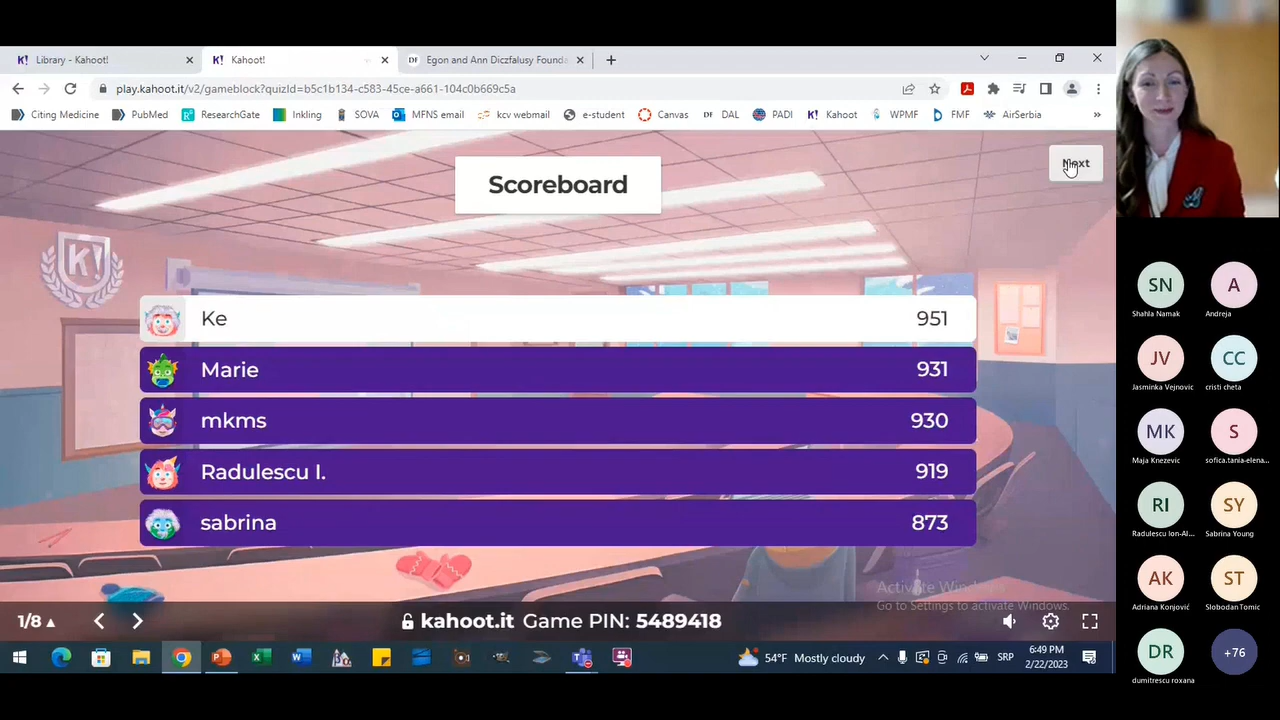 Library - Kahoot!
Kahoot!
Egon and Ann Diczfalusy Founda
play.kahoot.it/v2/gameblock?quizId=b5c1b134-c583-45ce-a661-104c0b669c5a
Citing Medicine
PubMed
ResearchGate
Inkling
SOVA
MFNS email
kcv webmail
e-student
Canvas
DAL
PADI
Kahoot
WPMF
FMF
AirSerbia
»
Scoreboard
Next
K!
Ke 951
Marie 931
mkms 930
Radulescu I. 919
sabrina 873
Activate Windows
Go to Settings to activate Windows.
1/8
kahoot.it Game PIN: 5489418
54°F Mostly cloudy
SRP
6:49 PM
2/22/2023
SN
Shahla Namak
A
Andreja
JV
Jasminka Vejnovic
CC
cristi cheta
MK
Maja Knezevic
S
sofica.tania-elena...
RI
Radulescu Ion-Al...
SY
Sabrina Young
AK
Adriana Konjović
ST
Slobodan Tomic
DR
dumitrescu roxana
+76